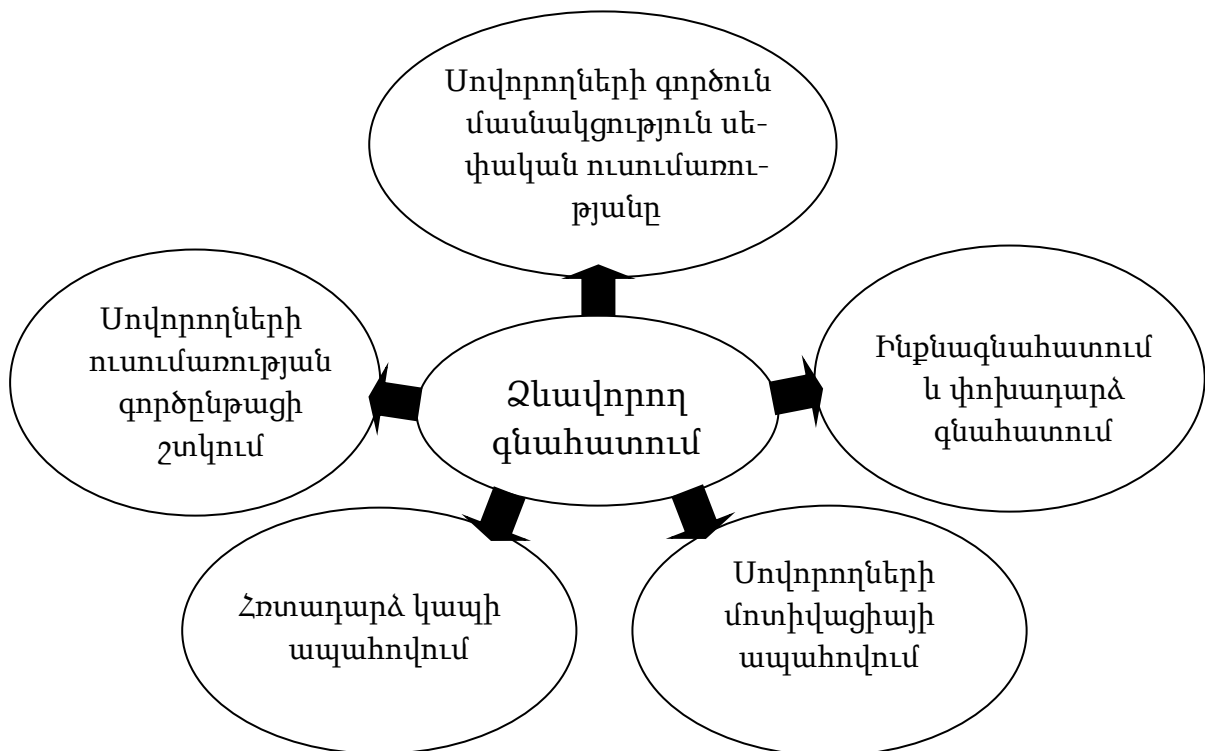 Սովորողների գործուն
մասնակցություն սե-
փական ուսումառու-
թյանը
Սովորողների
ուսումառության
գործընթացի
շտկում
Ձևավորող
գնահատում
Ինքնագնահատում
և փոխադարձ
գնահատում
Հռտադարձ կապի
ապահովում
Սովորողների
մոտիվացիայի
ապահովում